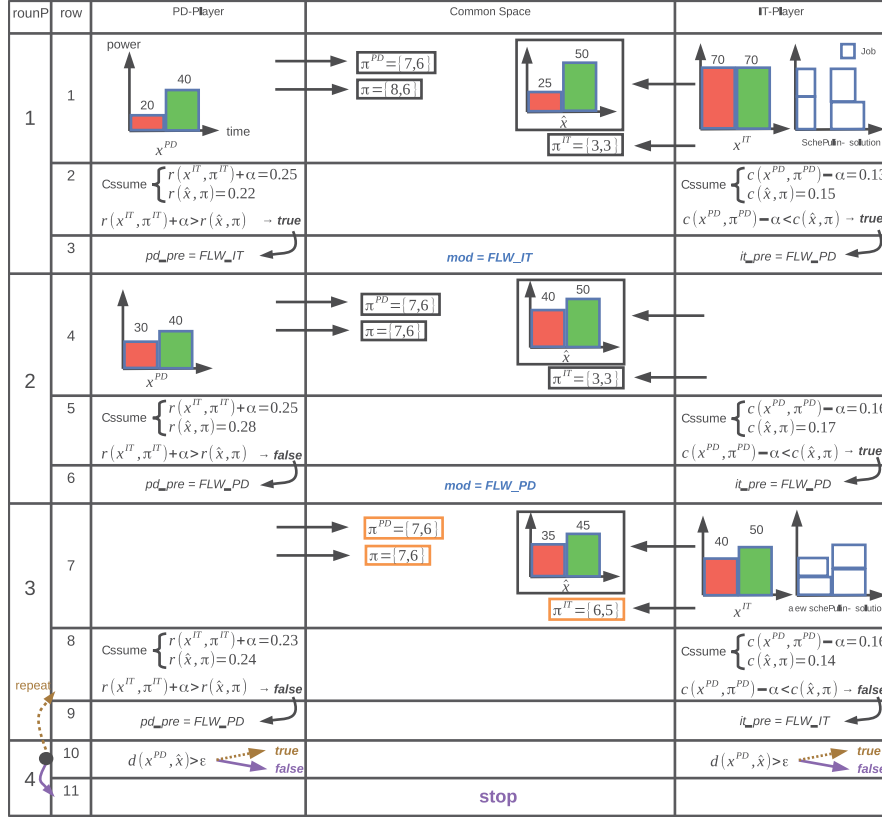 rounP row PD-Player Common Space IT-Player
1
1
power
20
40
time
x^PD
π^PD={7,6}
π={8,6}
25
50
x̂
π^IT={3,3}
70 70
x^IT
Job
2
Cssume { r(x^IT,π^IT)+α=0.25
r(x̂,π)=0.22
r(x^IT,π^IT)+α>r(x̂,π) → true
Cssume { c(x^PD,π^PD)−α=0.13
c(x̂,π)=0.15
c(x^PD,π^PD)−α<c(x̂,π) → true
3
pd_pre = FLW_IT
mod = FLW_IT
it_pre = FLW_PD
2
4
30
40
x^PD
π^PD={7,6}
π={7,6}
40
50
x̂
π^IT={3,3}
5
Cssume { r(x^IT,π^IT)+α=0.25
r(x̂,π)=0.28
r(x^IT,π^IT)+α>r(x̂,π) → false
Cssume { c(x^PD,π^PD)−α=0.16
c(x̂,π)=0.17
c(x^PD,π^PD)−α<c(x̂,π) → true
6
pd_pre = FLW_PD
mod = FLW_PD
it_pre = FLW_PD
3
7
π^PD={7,6}
π={7,6}
35
45
x̂
π^IT={6,5}
40
50
x^IT
8
Cssume { r(x^IT,π^IT)+α=0.23
r(x̂,π)=0.24
r(x^IT,π^IT)+α>r(x̂,π) → false
Cssume { c(x^PD,π^PD)−α=0.16
c(x̂,π)=0.14
c(x^PD,π^PD)−α<c(x̂,π) → false
repeat
9
pd_pre = FLW_PD
it_pre = FLW_IT
4
10
d(x^PD,x̂)>ε
true
false
d(x^PD,x̂)>ε
true
false
11
stop